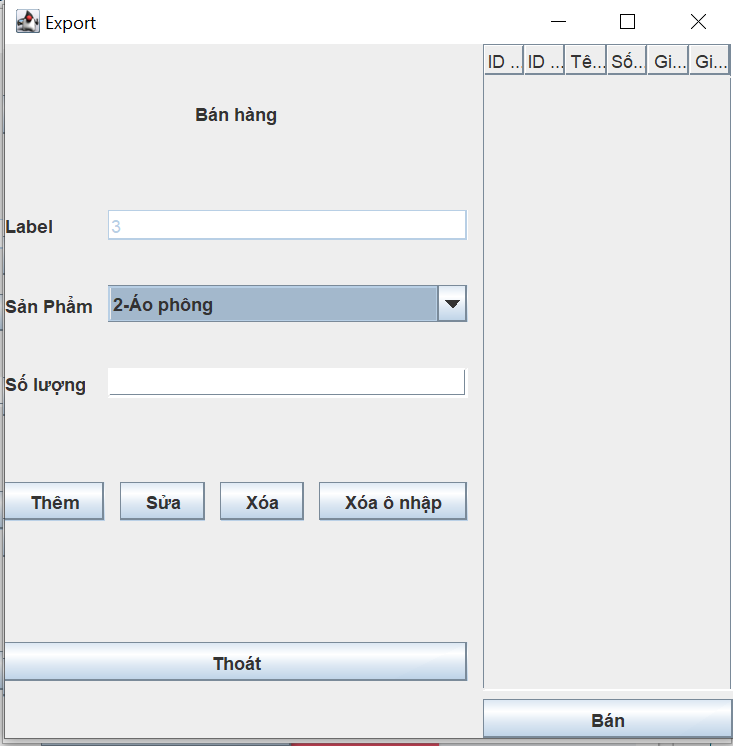 Export
Bán hàng
Label 3
Sản Phẩm 2-Áo phông
Số lượng
Thêm Sửa Xóa Xóa ô nhập
Thoát
ID ... ID ... Tê... Số... Gi... Gi...
Bán